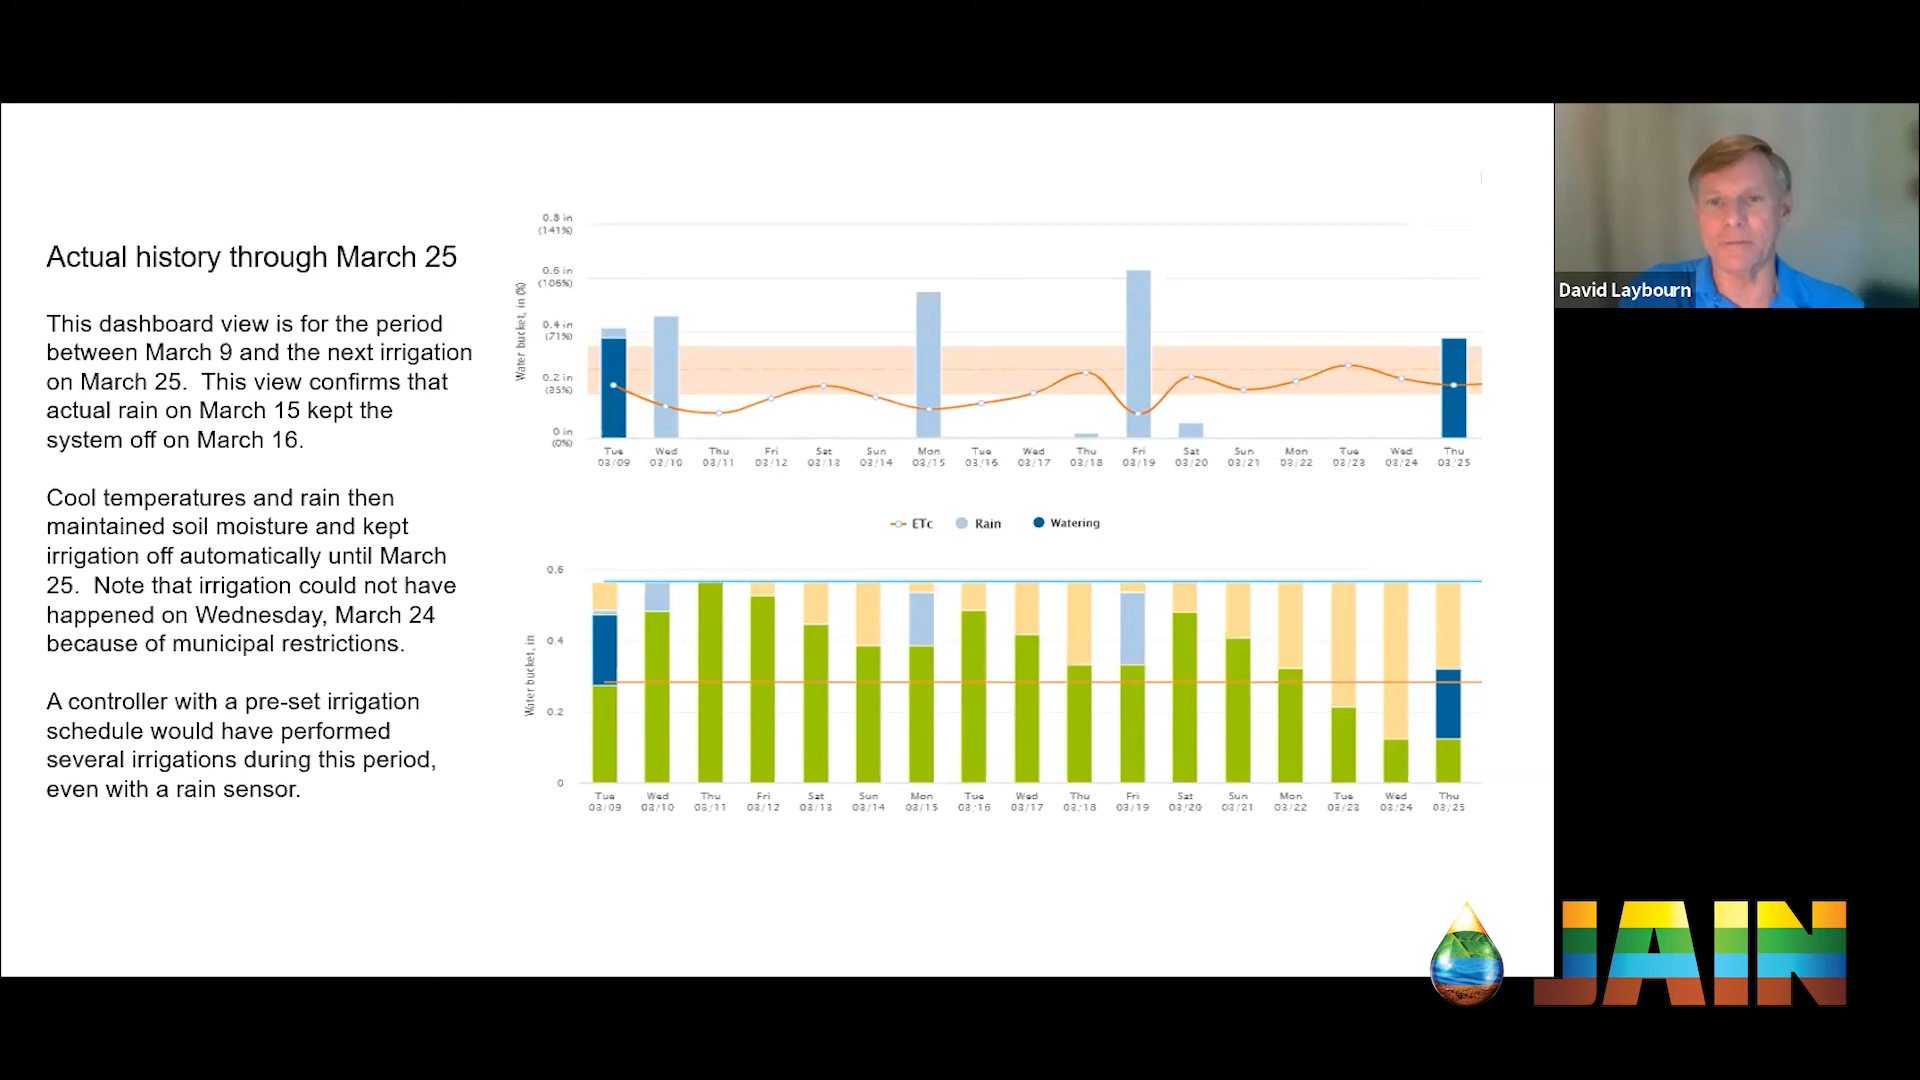 Actual history through March 25
This dashboard view is for the period
between March 9 and the next irrigation
on March 25. This view confirms that
actual rain on March 15 kept the
system off on March 16.
Cool temperatures and rain then
maintained soil moisture and kept
irrigation off automatically until March
25. Note that irrigation could not have
happened on Wednesday, March 24
because of municipal restrictions.
A controller with a pre-set irrigation
schedule would have performed
several irrigations during this period,
even with a rain sensor.
Water bucket, in (%)
0.8 in
(141%)
0.6 in
(106%)
0.4 in
(71%)
0.2 in
(35%)
0 in
(0%)
Tue Wed Thu Fri Sat Sun Mon Tue Wed Thu Fri Sat Sun Mon Tue Wed Thu
03/09 03/10 03/11 03/12 03/13 03/14 03/15 03/16 03/17 03/18 03/19 03/20 03/21 03/22 03/23 03/24 03/25
ETc Rain Watering
Water bucket, in
0.6
0.4
0.2
0
Tue Wed Thu Fri Sat Sun Mon Tue Wed Thu Fri Sat Sun Mon Tue Wed Thu
03/09 03/10 03/11 03/12 03/13 03/14 03/15 03/16 03/17 03/18 03/19 03/20 03/21 03/22 03/23 03/24 03/25
David Laybourn
JAIN